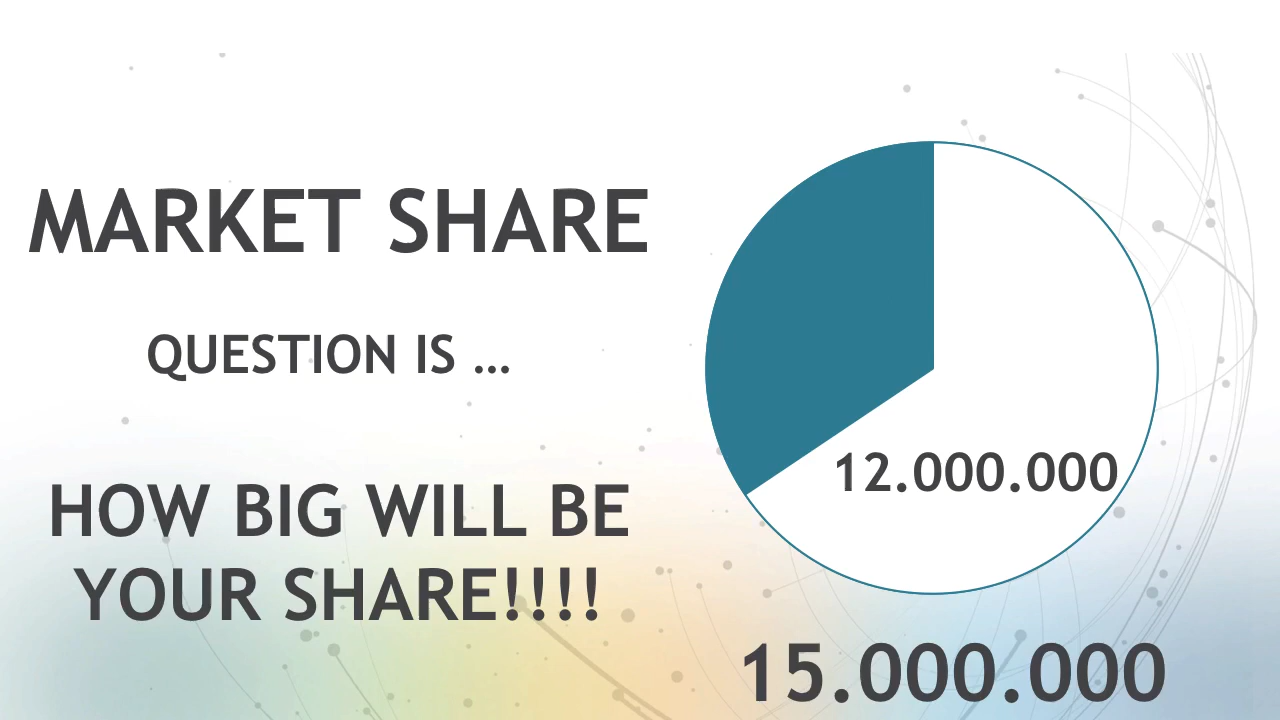 MARKET SHARE
QUESTION IS ...
HOW BIG WILL BE
YOUR SHARE!!!!
12.000.000
15.000.000